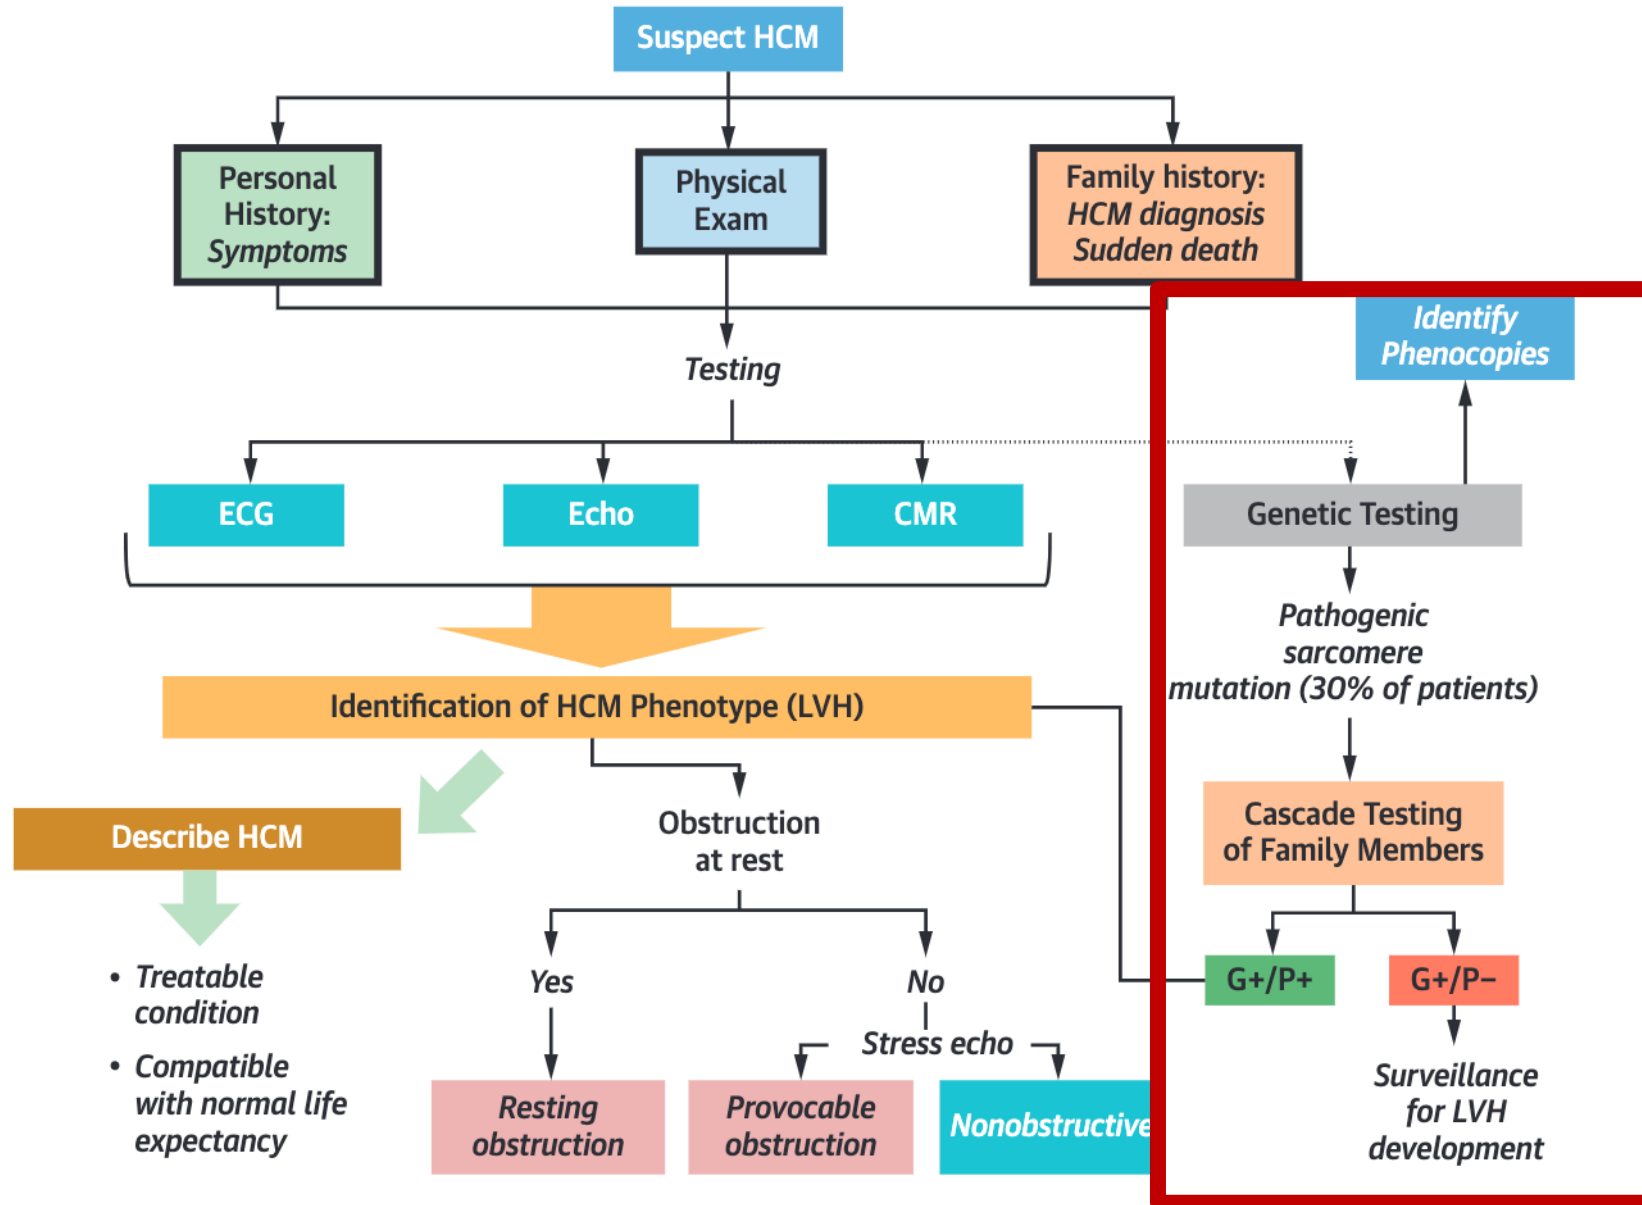 Suspect HCM
Personal
History:
Symptoms
Physical
Exam
Family history:
HCM diagnosis
Sudden death
Identify
Phenocopies
Testing
ECG
Echo
CMR
Genetic Testing
Pathogenic
sarcomere
mutation (30% of patients)
Identification of HCM Phenotype (LVH)
Cascade Testing
of Family Members
Describe HCM
Obstruction
at rest
• Treatable
condition
• Compatible
with normal life
expectancy
Yes
No
G+/P+
G+/P−
Stress echo
Resting
obstruction
Provocable
obstruction
Nonobstructive
Surveillance
for LVH
development